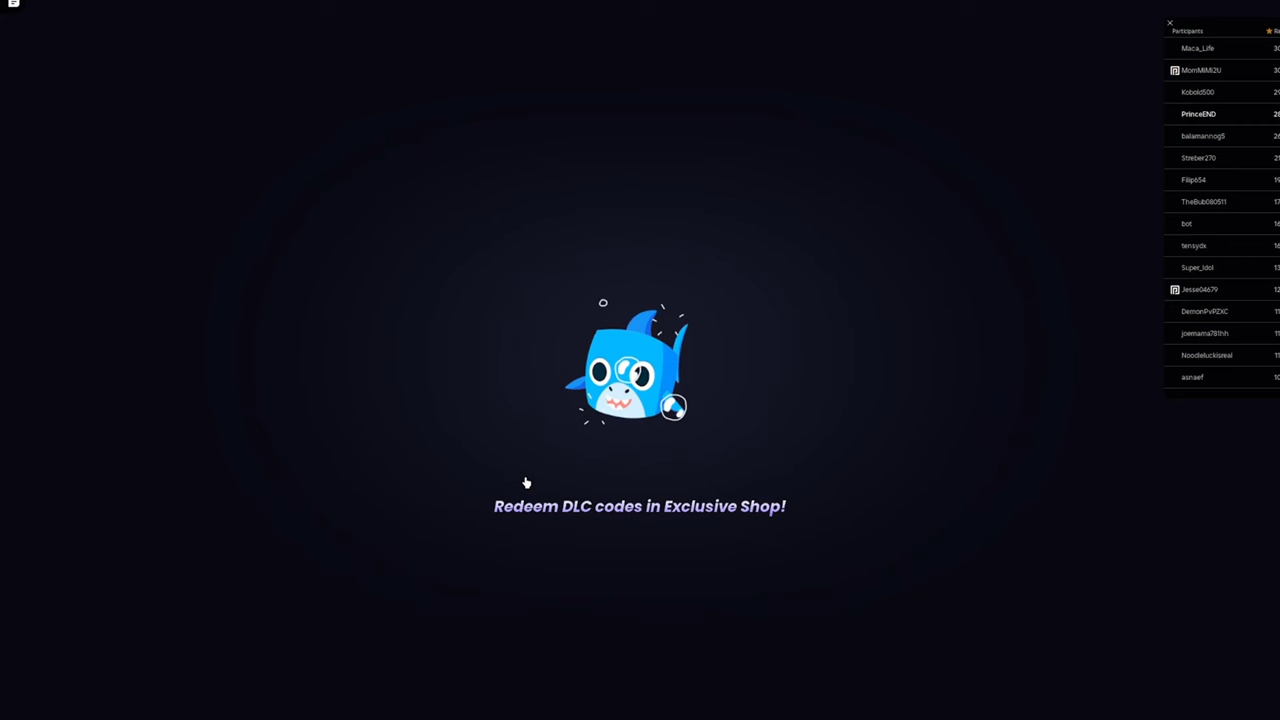 Participants
Maca_Life
MomMiMi2U
Kobold500
PrinceEND
balamannog5
Streber270
Filip654
TheBub080511
bot
tensydx
Super_Idol
Jesse04679
DemonPvPZXC
joemama781hh
Noodleluckisreal
asnaef
Redeem DLC codes in Exclusive Shop!